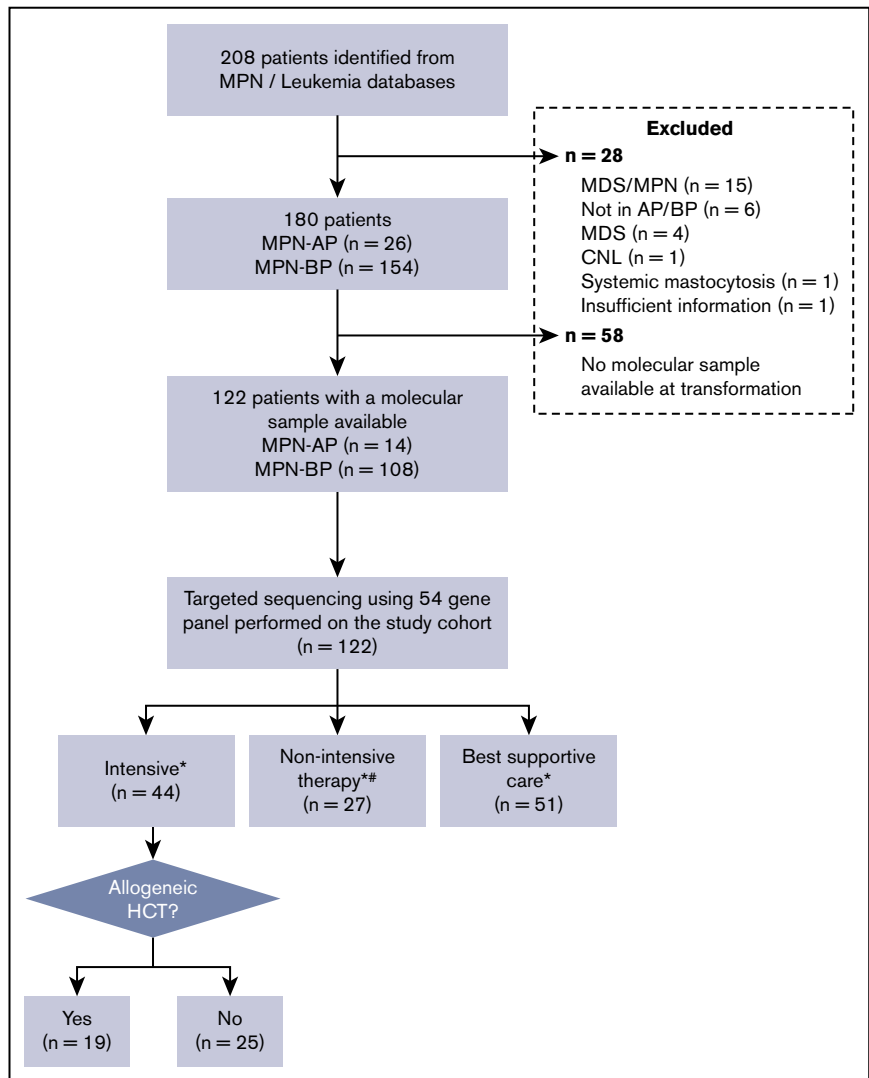 208 patients identified from
MPN / Leukemia databases
Excluded
n = 28
MDS/MPN (n = 15)
Not in AP/BP (n = 6)
MDS (n = 4)
CNL (n = 1)
Systemic mastocytosis (n = 1)
Insufficient information (n = 1)
180 patients
MPN-AP (n = 26)
MPN-BP (n = 154)
n = 58
No molecular sample
available at transformation
122 patients with a molecular
sample available
MPN-AP (n = 14)
MPN-BP (n = 108)
Targeted sequencing using 54 gene
panel performed on the study cohort
(n = 122)
Intensive*
(n = 44)
Non-intensive
therapy*#
(n = 27)
Best supportive
care*
(n = 51)
Allogeneic
HCT?
Yes
(n = 19)
No
(n = 25)